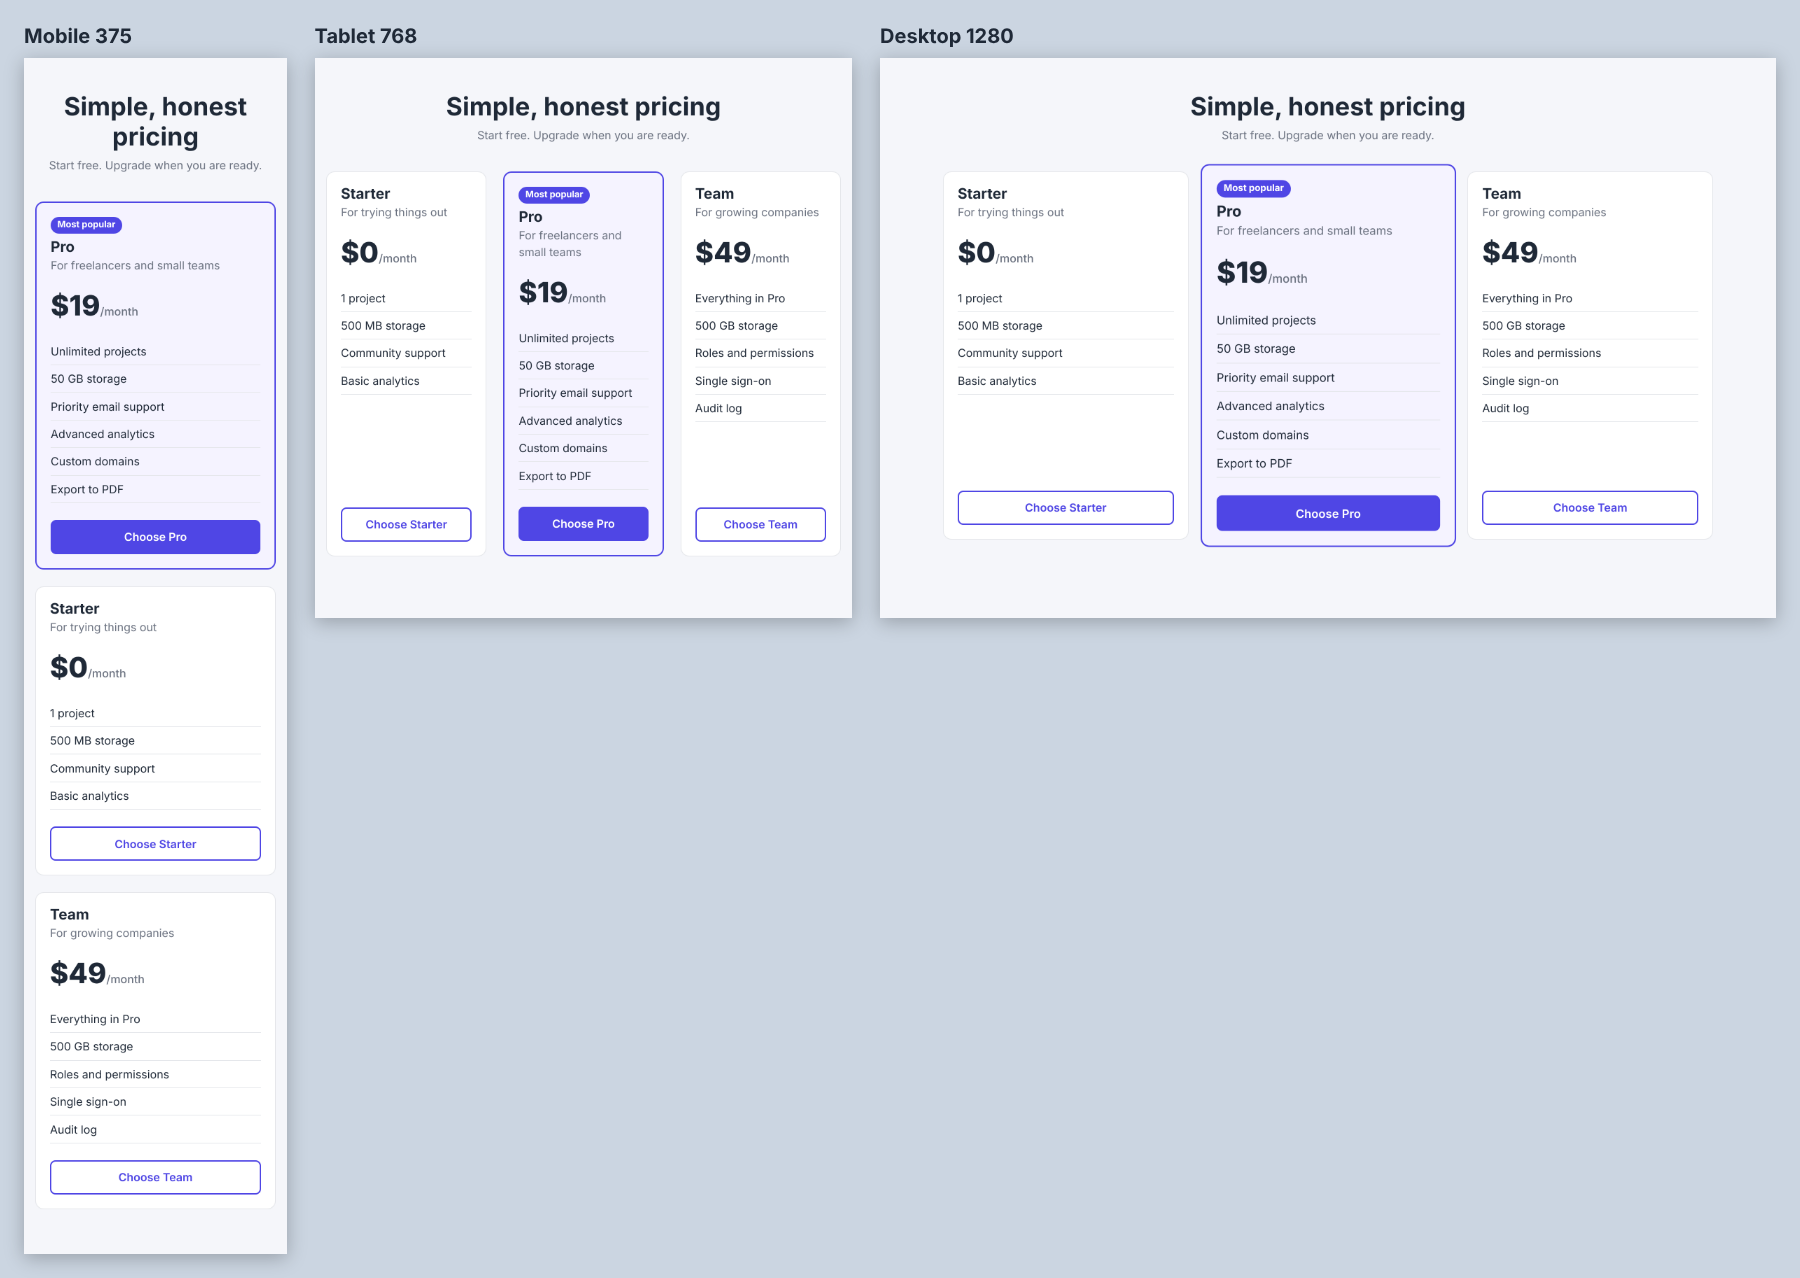 Mobile 375
Simple, honest
pricing
Start free. Upgrade when you are ready.
Most popular
Pro
For freelancers and small teams
$19/month
Unlimited projects
50 GB storage
Priority email support
Advanced analytics
Custom domains
Export to PDF
Choose Pro
Starter
For trying things out
$0/month
1 project
500 MB storage
Community support
Basic analytics
Choose Starter
Team
For growing companies
$49/month
Everything in Pro
500 GB storage
Roles and permissions
Single sign-on
Audit log
Choose Team
Tablet 768
Simple, honest pricing
Start free. Upgrade when you are ready.
Starter
For trying things out
$0/month
1 project
500 MB storage
Community support
Basic analytics
Choose Starter
Most popular
Pro
For freelancers and
small teams
$19/month
Unlimited projects
50 GB storage
Priority email support
Advanced analytics
Custom domains
Export to PDF
Choose Pro
Team
For growing companies
$49/month
Everything in Pro
500 GB storage
Roles and permissions
Single sign-on
Audit log
Choose Team
Desktop 1280
Simple, honest pricing
Start free. Upgrade when you are ready.
Starter
For trying things out
$0/month
1 project
500 MB storage
Community support
Basic analytics
Choose Starter
Most popular
Pro
For freelancers and small teams
$19/month
Unlimited projects
50 GB storage
Priority email support
Advanced analytics
Custom domains
Export to PDF
Choose Pro
Team
For growing companies
$49/month
Everything in Pro
500 GB storage
Roles and permissions
Single sign-on
Audit log
Choose Team